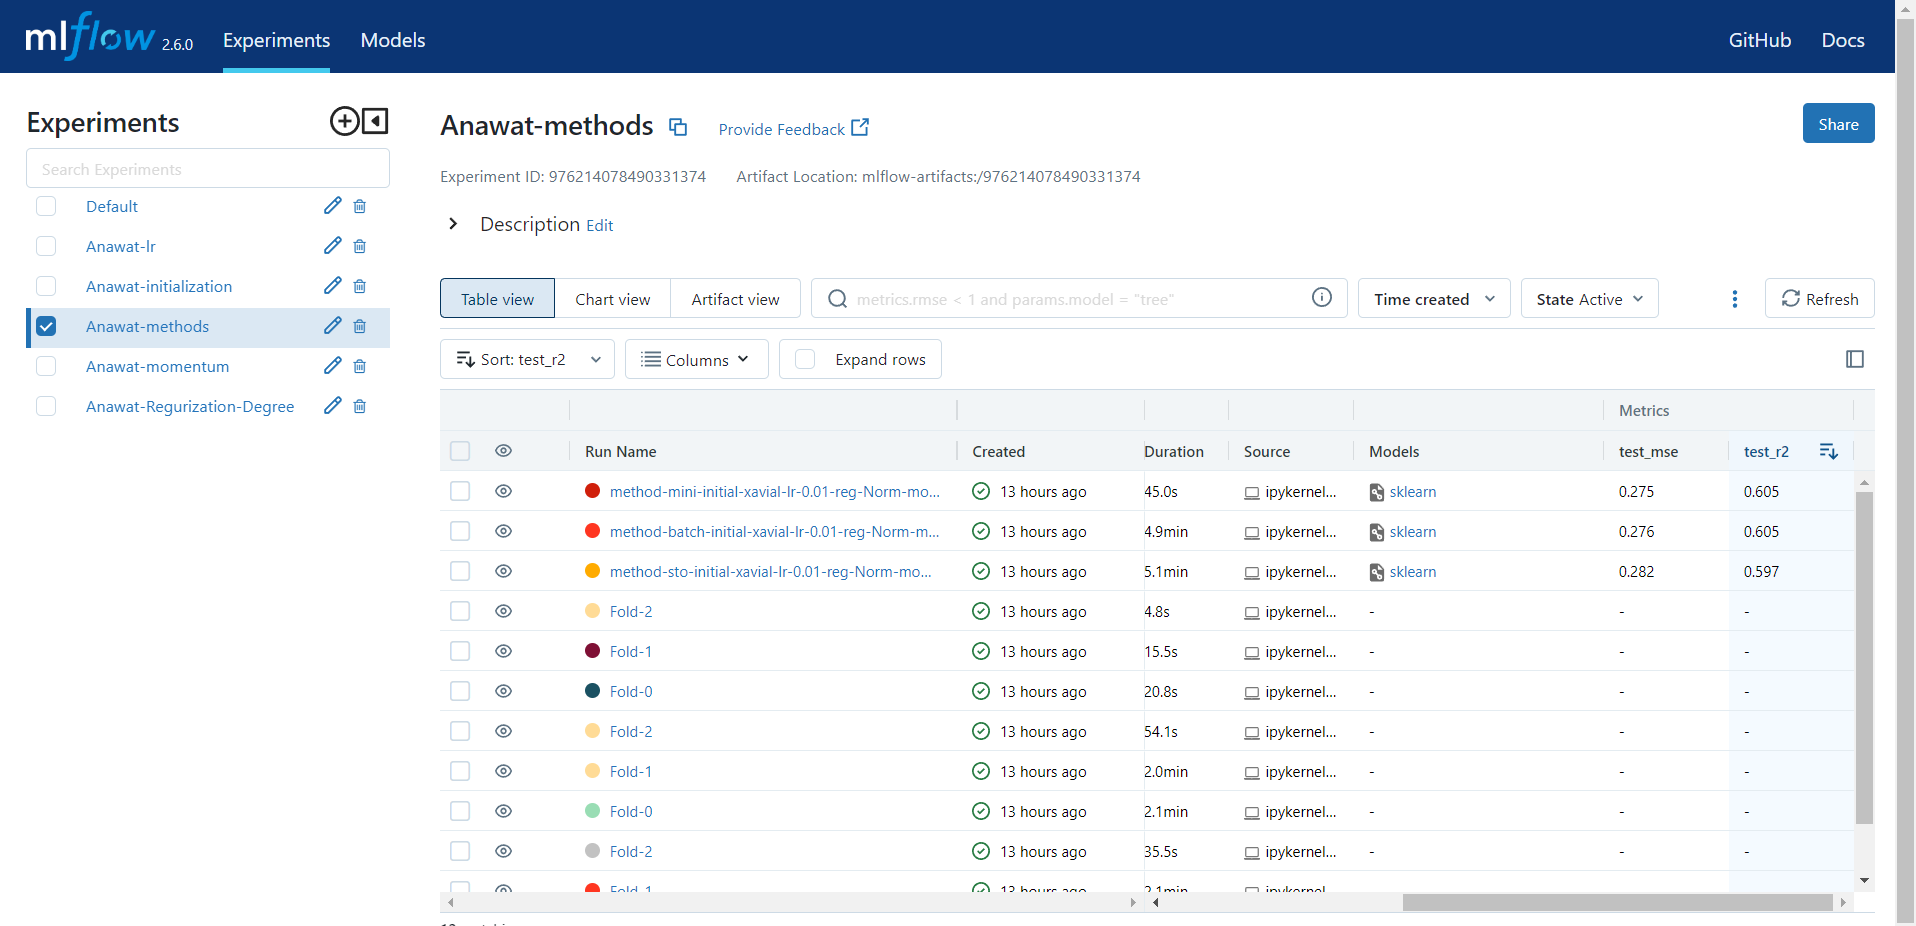 mlflow 2.6.0 Experiments Models GitHub Docs
Experiments
Search Experiments
Default
Anawat-lr
Anawat-initialization
Anawat-methods
Anawat-momentum
Anawat-Regurization-Degree
Anawat-methods Provide Feedback Share
Experiment ID: 976214078490331374 Artifact Location: mlflow-artifacts:/976214078490331374
Description Edit
Table view Chart view Artifact view metrics.rmse < 1 and params.model = "tree" Time created State Active Refresh
Sort: test_r2 Columns Expand rows
Metrics
Run Name Created Duration Source Models test_mse test_r2
method-mini-initial-xavial-lr-0.01-reg-Norm-mo... 13 hours ago 45.0s ipykernel... sklearn 0.275 0.605
method-batch-initial-xavial-lr-0.01-reg-Norm-m... 13 hours ago 4.9min ipykernel... sklearn 0.276 0.605
method-sto-initial-xavial-lr-0.01-reg-Norm-mo... 13 hours ago 5.1min ipykernel... sklearn 0.282 0.597
Fold-2 13 hours ago 4.8s ipykernel... - - -
Fold-1 13 hours ago 15.5s ipykernel... - - -
Fold-0 13 hours ago 20.8s ipykernel... - - -
Fold-2 13 hours ago 54.1s ipykernel... - - -
Fold-1 13 hours ago 2.0min ipykernel... - - -
Fold-0 13 hours ago 2.1min ipykernel... - - -
Fold-2 13 hours ago 35.5s ipykernel... - - -
Fold-1 13 hours ago 2.1min ipykernel